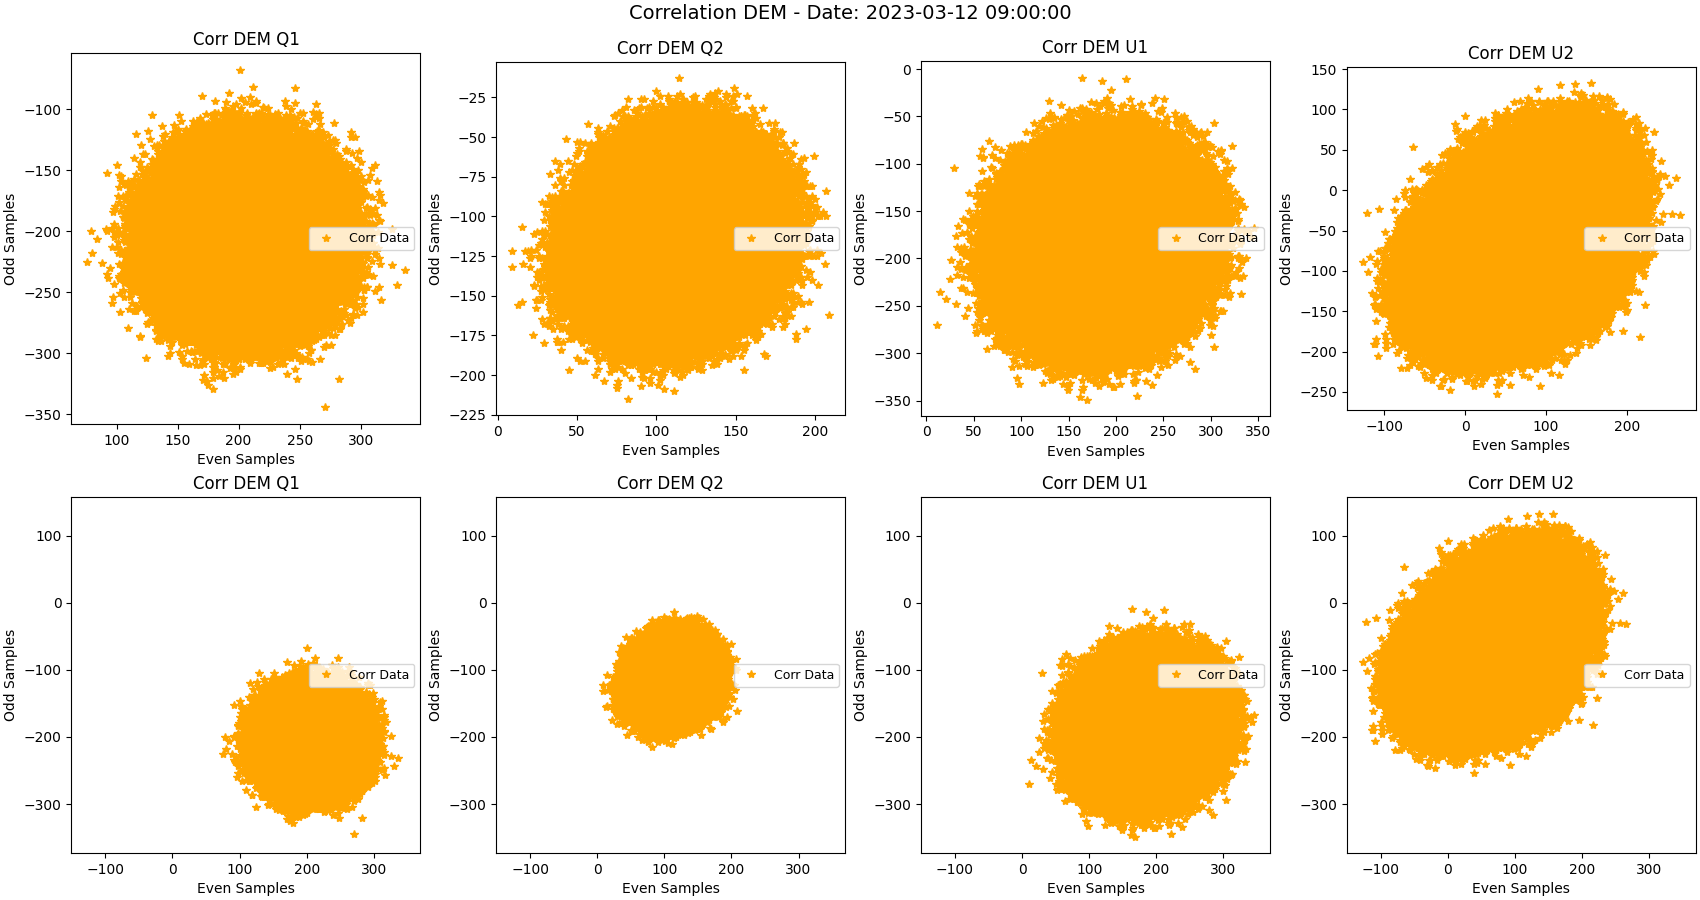 Correlation DEM - Date: 2023-03-12 09:00:00
Corr DEM Q1
Odd Samples
−100
−150
−200
−250
−300
−350
100 150 200 250 300
Even Samples
Corr Data
Corr DEM Q2
Odd Samples
−25
−50
−75
−100
−125
−150
−175
−200
−225
0 50 100 150 200
Even Samples
Corr Data
Corr DEM U1
Odd Samples
0
−50
−100
−150
−200
−250
−300
−350
0 50 100 150 200 250 300 350
Even Samples
Corr Data
Corr DEM U2
Odd Samples
150
100
50
0
−50
−100
−150
−200
−250
−100 0 100 200
Even Samples
Corr Data
Corr DEM Q1
Odd Samples
100
0
−100
−200
−300
−100 0 100 200 300
Even Samples
Corr Data
Corr DEM Q2
Odd Samples
100
0
−100
−200
−300
−100 0 100 200 300
Even Samples
Corr Data
Corr DEM U1
Odd Samples
100
0
−100
−200
−300
−100 0 100 200 300
Even Samples
Corr Data
Corr DEM U2
Odd Samples
100
0
−100
−200
−300
−100 0 100 200 300
Even Samples
Corr Data